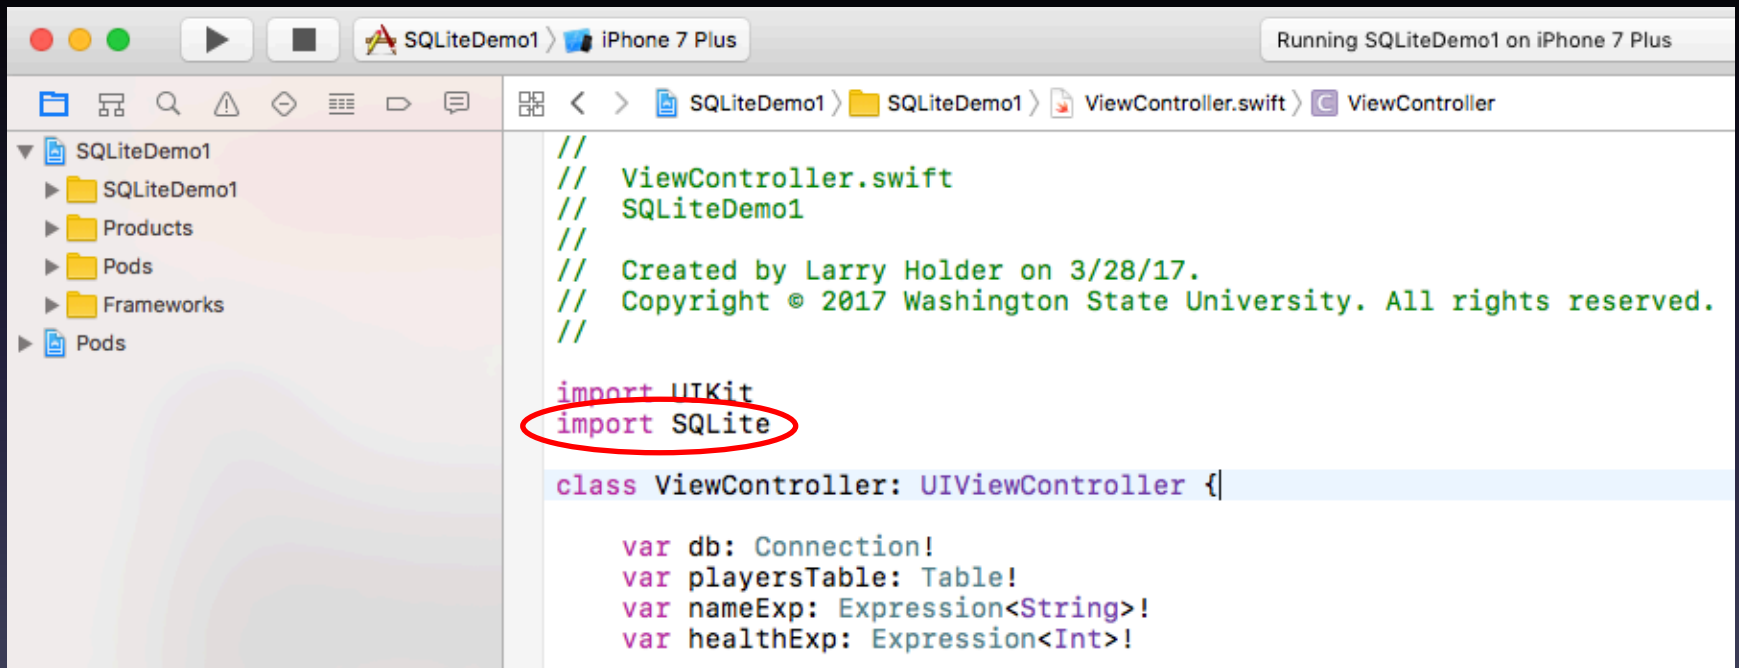 SQLiteDemo1 〉 iPhone 7 Plus
Running SQLiteDemo1 on iPhone 7 Plus
SQLiteDemo1 〉 SQLiteDemo1 〉 ViewController.swift 〉 C ViewController
SQLiteDemo1
SQLiteDemo1
Products
Pods
Frameworks
Pods
//
//  ViewController.swift
//  SQLiteDemo1
//
//  Created by Larry Holder on 3/28/17.
//  Copyright © 2017 Washington State University. All rights reserved.
//
import UIKit
import SQLite
class ViewController: UIViewController {
    var db: Connection!
    var playersTable: Table!
    var nameExp: Expression<String>!
    var healthExp: Expression<Int>!